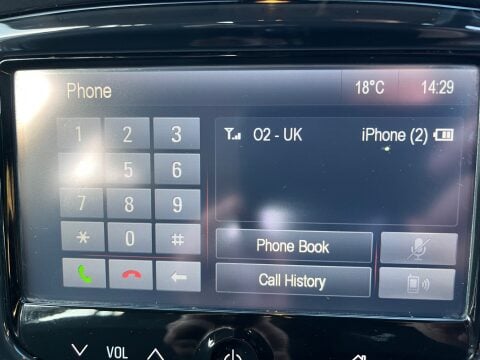 Phone 18°C 14:29
1 2 3 O2 - UK iPhone (2)
5 6
7 8 9
* 0 # Phone Book
Call History
VOL